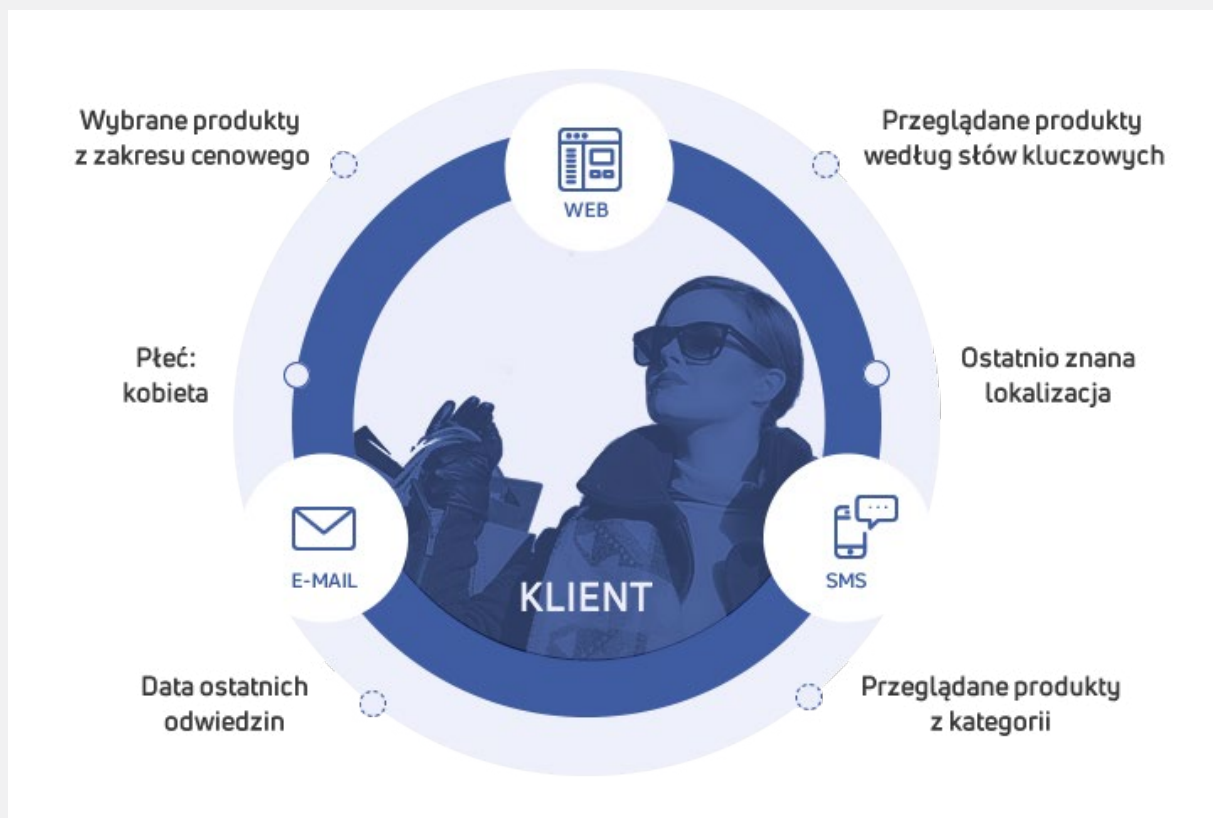 Wybrane produkty
z zakresu cenowego
WEB
Przeglądane produkty
według słów kluczowych
Płeć:
kobieta
Ostatnio znana
lokalizacja
E-MAIL
KLIENT
SMS
Data ostatnich
odwiedzin
Przeglądane produkty
z kategorii